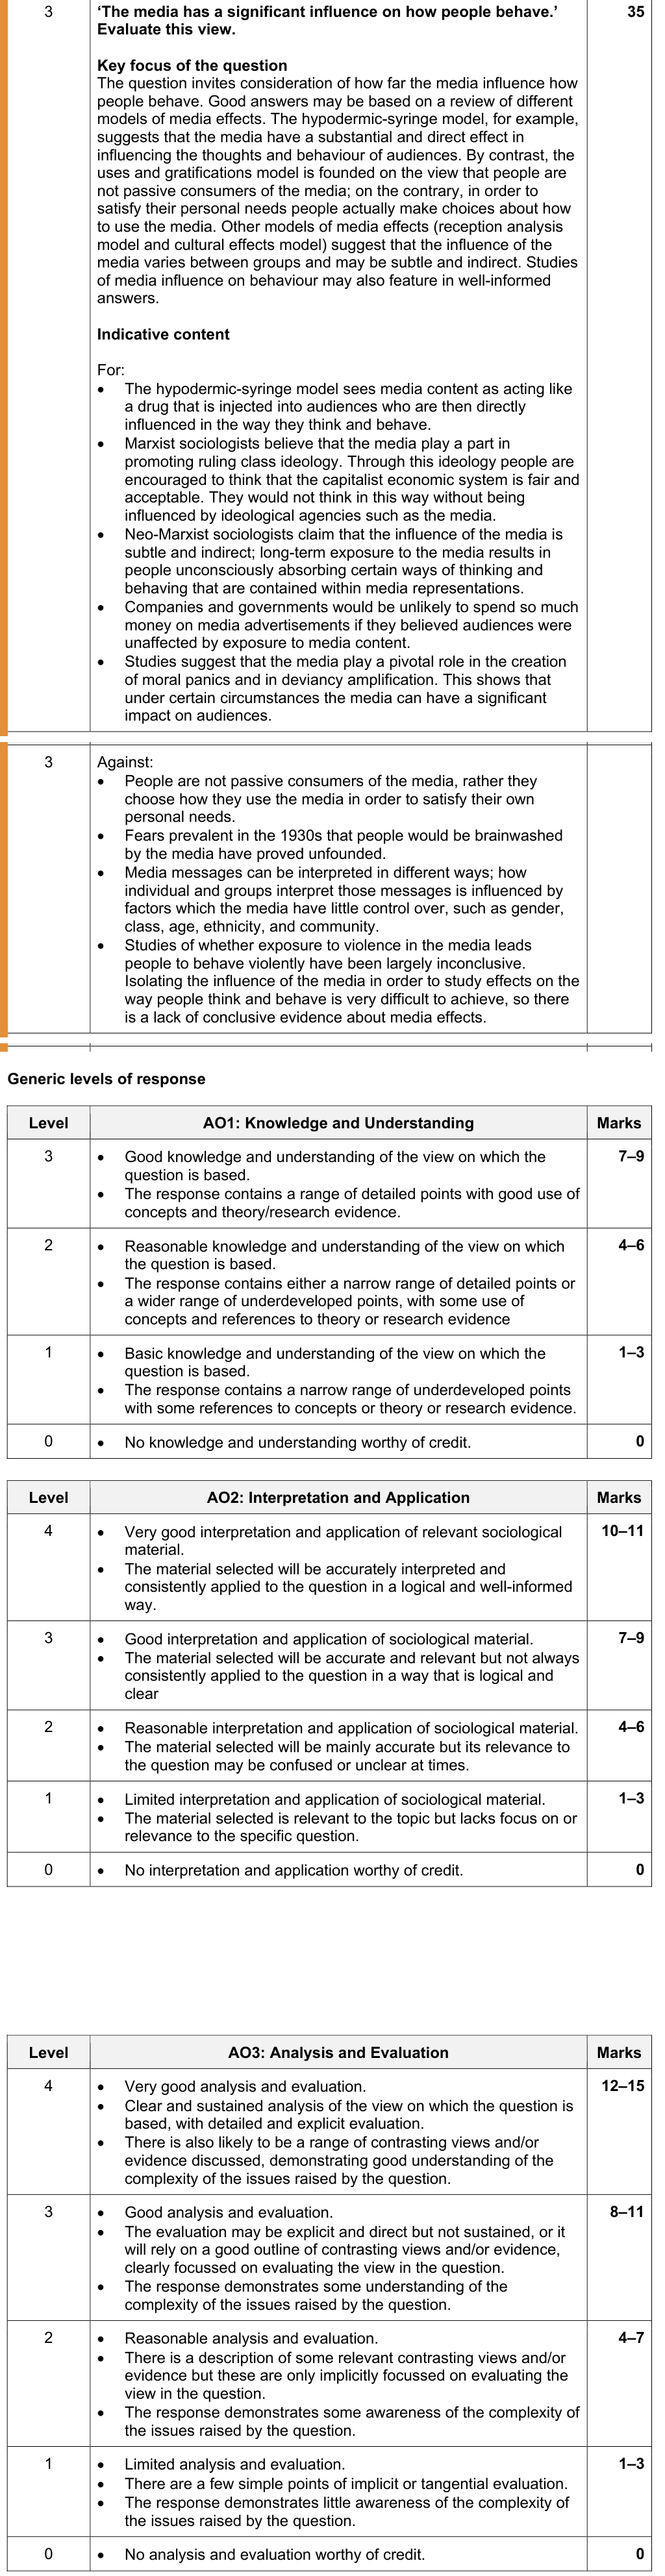 3
‘The media has a significant influence on how people behave.’
35
Evaluate this view.
Key focus of the question
The question invites consideration of how far the media influence how
people behave. Good answers may be based on a review of different
models of media effects. The hypodermic-syringe model, for example,
suggests that the media have a substantial and direct effect in
influencing the thoughts and behaviour of audiences. By contrast, the
uses and gratifications model is founded on the view that people are
not passive consumers of the media; on the contrary, in order to
satisfy their personal needs people actually make choices about how
to use the media. Other models of media effects (reception analysis
model and cultural effects model) suggest that the influence of the
media varies between groups and may be subtle and indirect. Studies
of media influence on behaviour may also feature in well-informed
answers.
Indicative content
For:
• The hypodermic-syringe model sees media content as acting like
a drug that is injected into audiences who are then directly
influenced in the way they think and behave.
• Marxist sociologists believe that the media play a part in
promoting ruling class ideology. Through this ideology people are
encouraged to think that the capitalist economic system is fair and
acceptable. They would not think in this way without being
influenced by ideological agencies such as the media.
• Neo-Marxist sociologists claim that the influence of the media is
subtle and indirect; long-term exposure to the media results in
people unconsciously absorbing certain ways of thinking and
behaving that are contained within media representations.
• Companies and governments would be unlikely to spend so much
money on media advertisements if they believed audiences were
unaffected by exposure to media content.
• Studies suggest that the media play a pivotal role in the creation
of moral panics and in deviancy amplification. This shows that
under certain circumstances the media can have a significant
impact on audiences.
3
Against:
• People are not passive consumers of the media, rather they
choose how they use the media in order to satisfy their own
personal needs.
• Fears prevalent in the 1930s that people would be brainwashed
by the media have proved unfounded.
• Media messages can be interpreted in different ways; how
individual and groups interpret those messages is influenced by
factors which the media have little control over, such as gender,
class, age, ethnicity, and community.
• Studies of whether exposure to violence in the media leads
people to behave violently have been largely inconclusive.
Isolating the influence of the media in order to study effects on the
way people think and behave is very difficult to achieve, so there
is a lack of conclusive evidence about media effects.
Generic levels of response
Level AO1: Knowledge and Understanding Marks
3 • Good knowledge and understanding of the view on which the 7–9
question is based.
• The response contains a range of detailed points with good use of
concepts and theory/research evidence.
2 • Reasonable knowledge and understanding of the view on which 4–6
the question is based.
• The response contains either a narrow range of detailed points or
a wider range of underdeveloped points, with some use of
concepts and references to theory or research evidence
1 • Basic knowledge and understanding of the view on which the 1–3
question is based.
• The response contains a narrow range of underdeveloped points
with some references to concepts or theory or research evidence.
0 • No knowledge and understanding worthy of credit. 0
Level AO2: Interpretation and Application Marks
4 • Very good interpretation and application of relevant sociological 10–11
material.
• The material selected will be accurately interpreted and
consistently applied to the question in a logical and well-informed
way.
3 • Good interpretation and application of sociological material. 7–9
• The material selected will be accurate and relevant but not always
consistently applied to the question in a way that is logical and
clear
2 • Reasonable interpretation and application of sociological material. 4–6
• The material selected will be mainly accurate but its relevance to
the question may be confused or unclear at times.
1 • Limited interpretation and application of sociological material. 1–3
• The material selected is relevant to the topic but lacks focus on or
relevance to the specific question.
0 • No interpretation and application worthy of credit. 0
Level AO3: Analysis and Evaluation Marks
4 • Very good analysis and evaluation. 12–15
• Clear and sustained analysis of the view on which the question is
based, with detailed and explicit evaluation.
• There is also likely to be a range of contrasting views and/or
evidence discussed, demonstrating good understanding of the
complexity of the issues raised by the question.
3 • Good analysis and evaluation. 8–11
• The evaluation may be explicit and direct but not sustained, or it
will rely on a good outline of contrasting views and/or evidence,
clearly focussed on evaluating the view in the question.
• The response demonstrates some understanding of the
complexity of the issues raised by the question.
2 • Reasonable analysis and evaluation. 4–7
• There is a description of some relevant contrasting views and/or
evidence but these are only implicitly focussed on evaluating the
view in the question.
• The response demonstrates some awareness of the complexity of
the issues raised by the question.
1 • Limited analysis and evaluation. 1–3
• There are a few simple points of implicit or tangential evaluation.
• The response demonstrates little awareness of the complexity of
the issues raised by the question.
0 • No analysis and evaluation worthy of credit. 0